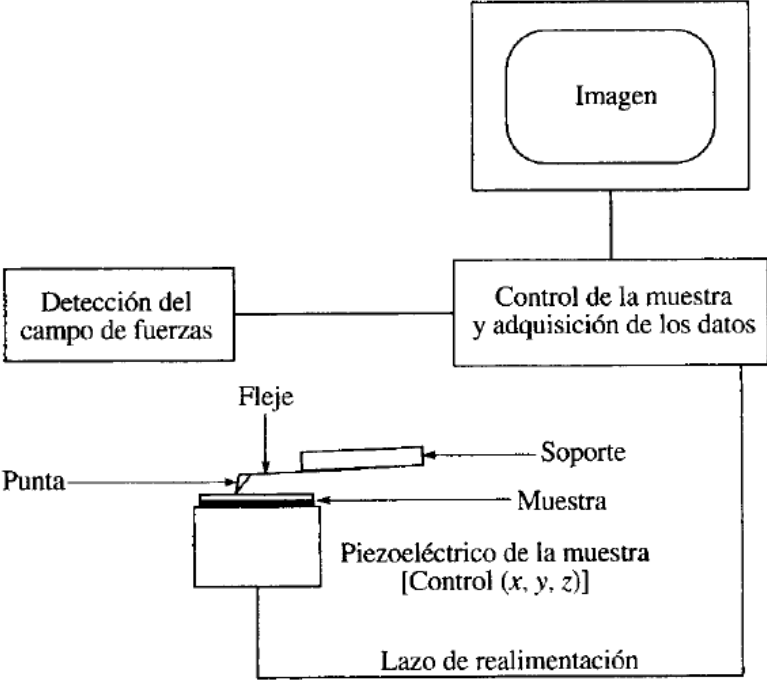 Imagen
Detección del
campo de fuerzas
Control de la muestra
y adquisición de los datos
Fleje
Soporte
Punta
Muestra
Piezoeléctrico de la muestra
[Control (x, y, z)]
Lazo de realimentación